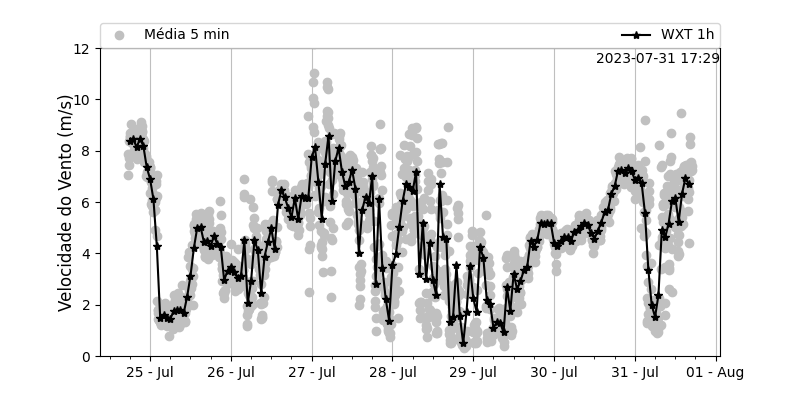 Média 5 min
WXT 1h
2023-07-31 17:29
Velocidade do Vento (m/s)
12
10
8
6
4
2
0
25 - Jul
26 - Jul
27 - Jul
28 - Jul
29 - Jul
30 - Jul
31 - Jul
01 - Aug